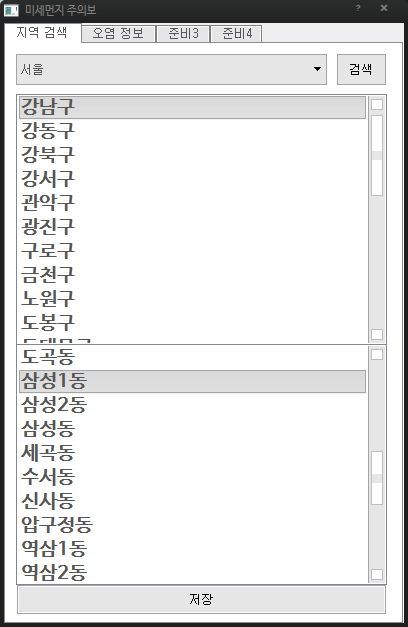 미세먼지 주의보
지역 검색 오염 정보 준비3 준비4
서울 검색
강남구
강동구
강북구
강서구
관악구
광진구
구로구
금천구
노원구
도봉구
도곡동
삼성1동
삼성2동
삼성동
세곡동
수서동
신사동
압구정동
역삼1동
역삼2동
저장